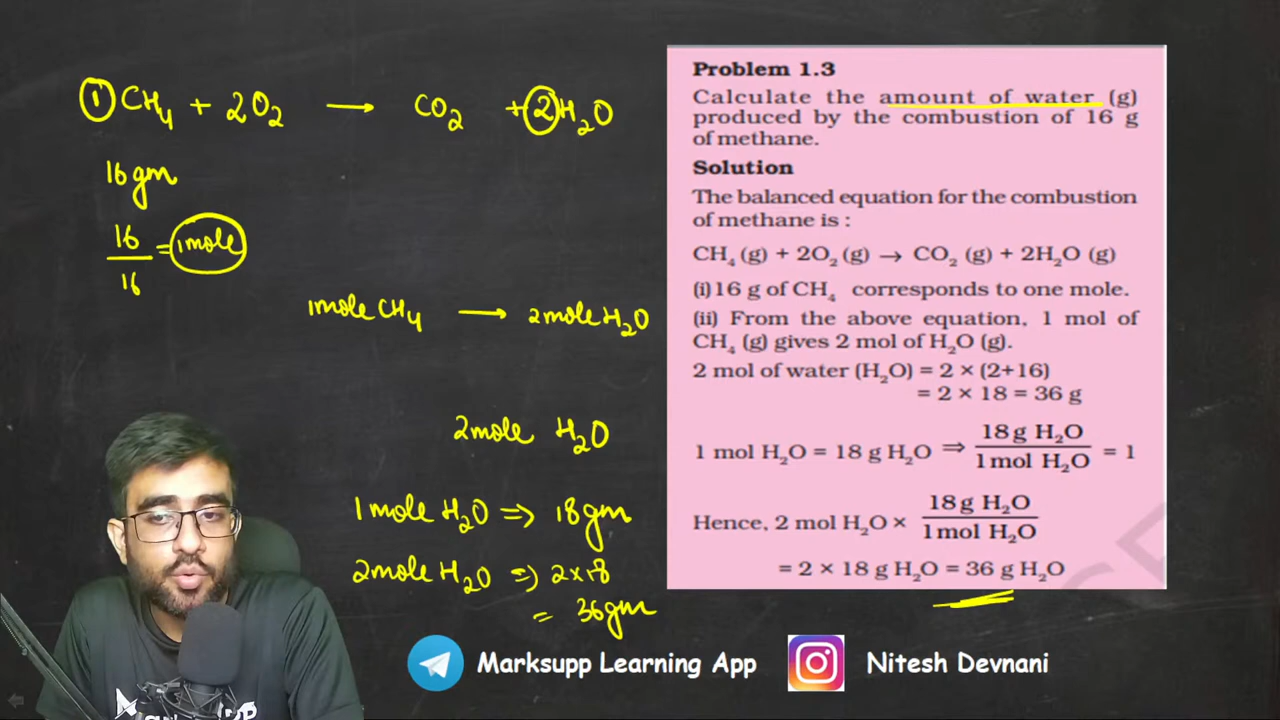 ① CH₄ + 2O₂ → CO₂ + ②H₂O
16gm
16/16 = 1mole
1mole CH₄ → 2mole H₂O
2mole H₂O
1mole H₂O ⇒ 18gm
2mole H₂O ⇒ 2×18
= 36gm
Problem 1.3
Calculate the amount of water (g)
produced by the combustion of 16 g
of methane.
Solution
The balanced equation for the combustion
of methane is :
CH₄ (g) + 2O₂ (g) → CO₂ (g) + 2H₂O (g)
(i)16 g of CH₄ corresponds to one mole.
(ii) From the above equation, 1 mol of
CH₄ (g) gives 2 mol of H₂O (g).
2 mol of water (H₂O) = 2 × (2+16)
= 2 × 18 = 36 g
1 mol H₂O = 18 g H₂O ⇒ 18 g H₂O / 1mol H₂O = 1
Hence, 2 mol H₂O × 18 g H₂O / 1mol H₂O
= 2 × 18 g H₂O = 36 g H₂O
Marksupp Learning App
Nitesh Devnani